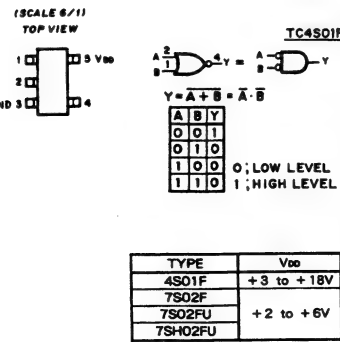 (SCALE 6/1)
TOP VIEW
1 5 VDD
2
ND 3 4
TC4S01F
A 2 4 Y = A Y
B 1 B
Y = A + B = A · B
A B Y
0 0 1
0 1 0
1 0 0
1 1 0
0 ; LOW LEVEL
1 ; HIGH LEVEL
TYPE VDD
4S01F +3 to +18V
7S02F
7S02FU +2 to +6V
7SH02FU